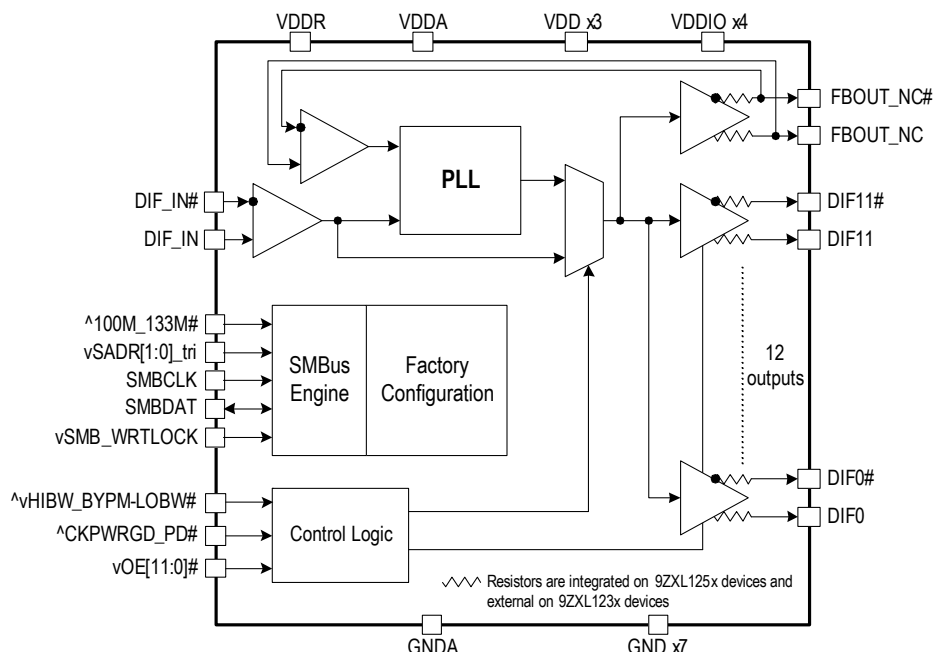 VDDR
VDDA
VDD x3
VDDIO x4
FBOUT_NC#
FBOUT_NC
PLL
DIF_IN#
DIF_IN
DIF11#
DIF11
^100M_133M#
vSADR[1:0]_tri
SMBCLK
SMBDAT
vSMB_WRTLOCK
SMBus
Engine
Factory
Configuration
12
outputs
^vHIBW_BYPM-LOBW#
^CKPWRGD_PD#
vOE[11:0]#
Control Logic
DIF0#
DIF0
Resistors are integrated on 9ZXL125x devices and
external on 9ZXL123x devices
GNDA
GND x7